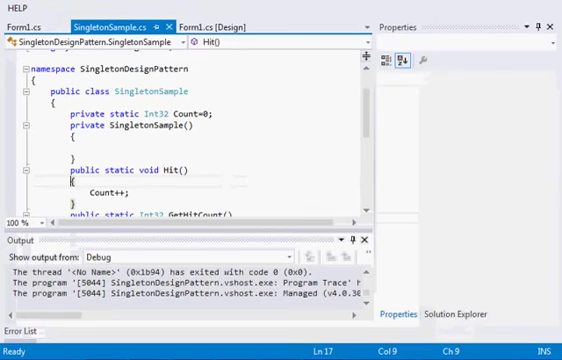 HELP
Form1.cs SingletonSample.cs Form1.cs [Design]
Properties
SingletonDesignPattern.SingletonSample Hit()
namespace SingletonDesignPattern
{
public class SingletonSample
{
private static Int32 Count=0;
private SingletonSample()
{
}
public static void Hit()
{
Count++;
}
public static Int32 GetHitCount()
100 %
Output
Show output from: Debug
The thread '<No Name>' (0x1b94) has exited with code 0 (0x0).
The program '[5044] SingletonDesignPattern.vshost.exe: Program Trace' h
The program '[5044] SingletonDesignPattern.vshost.exe: Managed (v4.0.30
Properties Solution Explorer
Error List
Ready Ln 17 Col 9 Ch 9 INS